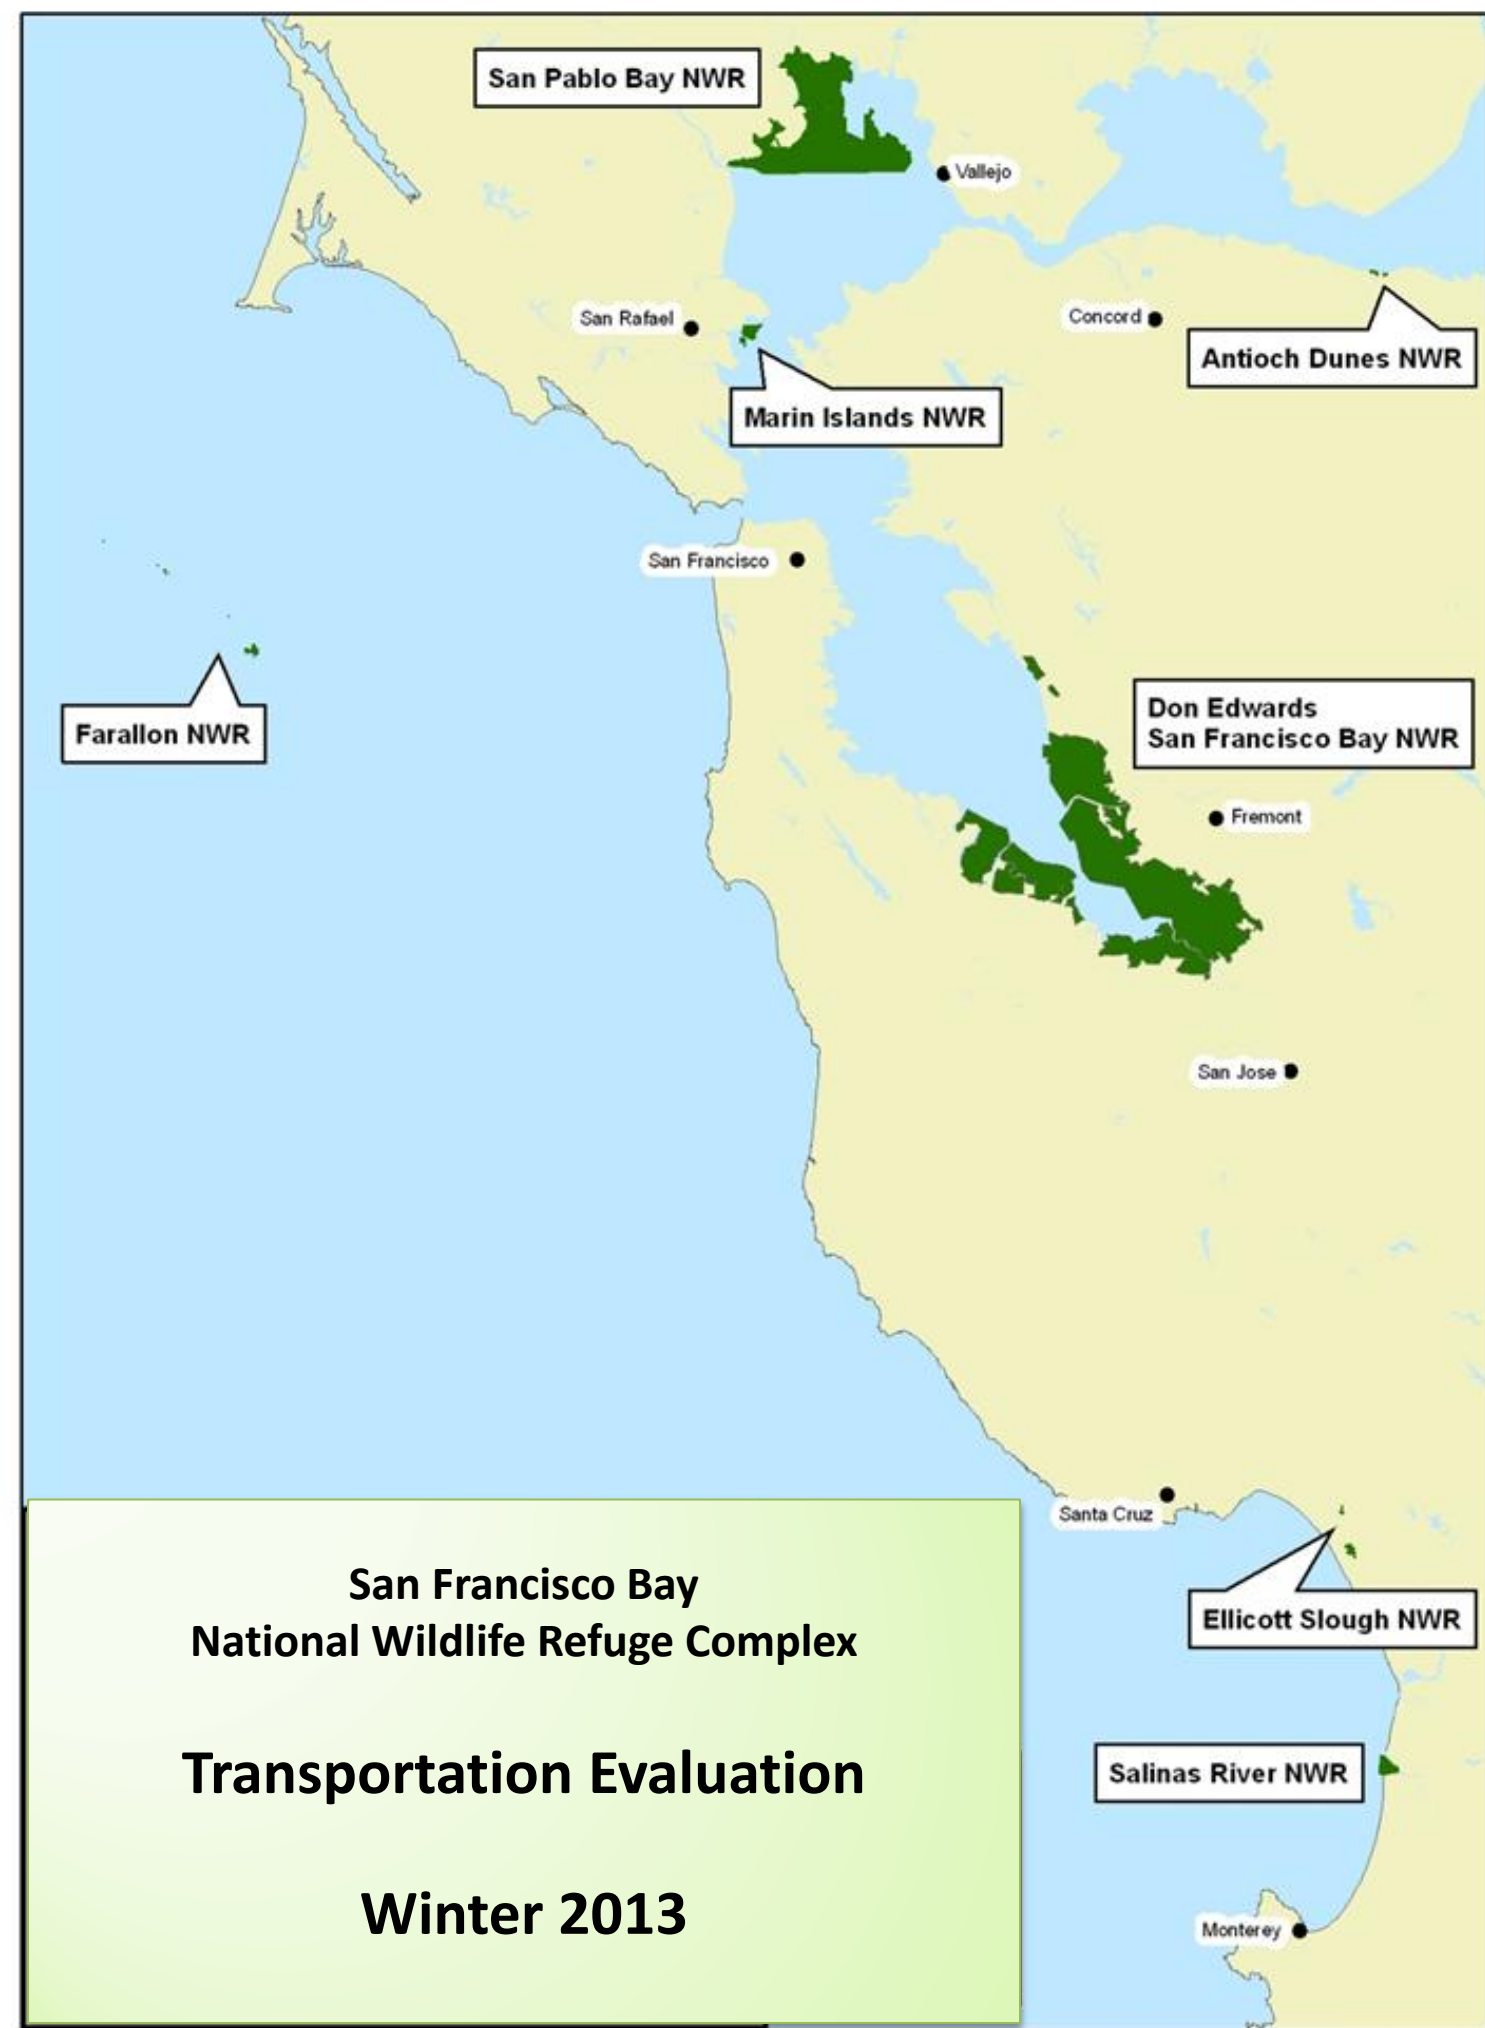 San Pablo Bay NWR
Vallejo
San Rafael
Concord
Antioch Dunes NWR
Marin Islands NWR
San Francisco
Farallon NWR
Don Edwards
San Francisco Bay NWR
Fremont
San Jose
Santa Cruz
Ellicott Slough NWR
Salinas River NWR
Monterey
San Francisco Bay
National Wildlife Refuge Complex
Transportation Evaluation
Winter 2013